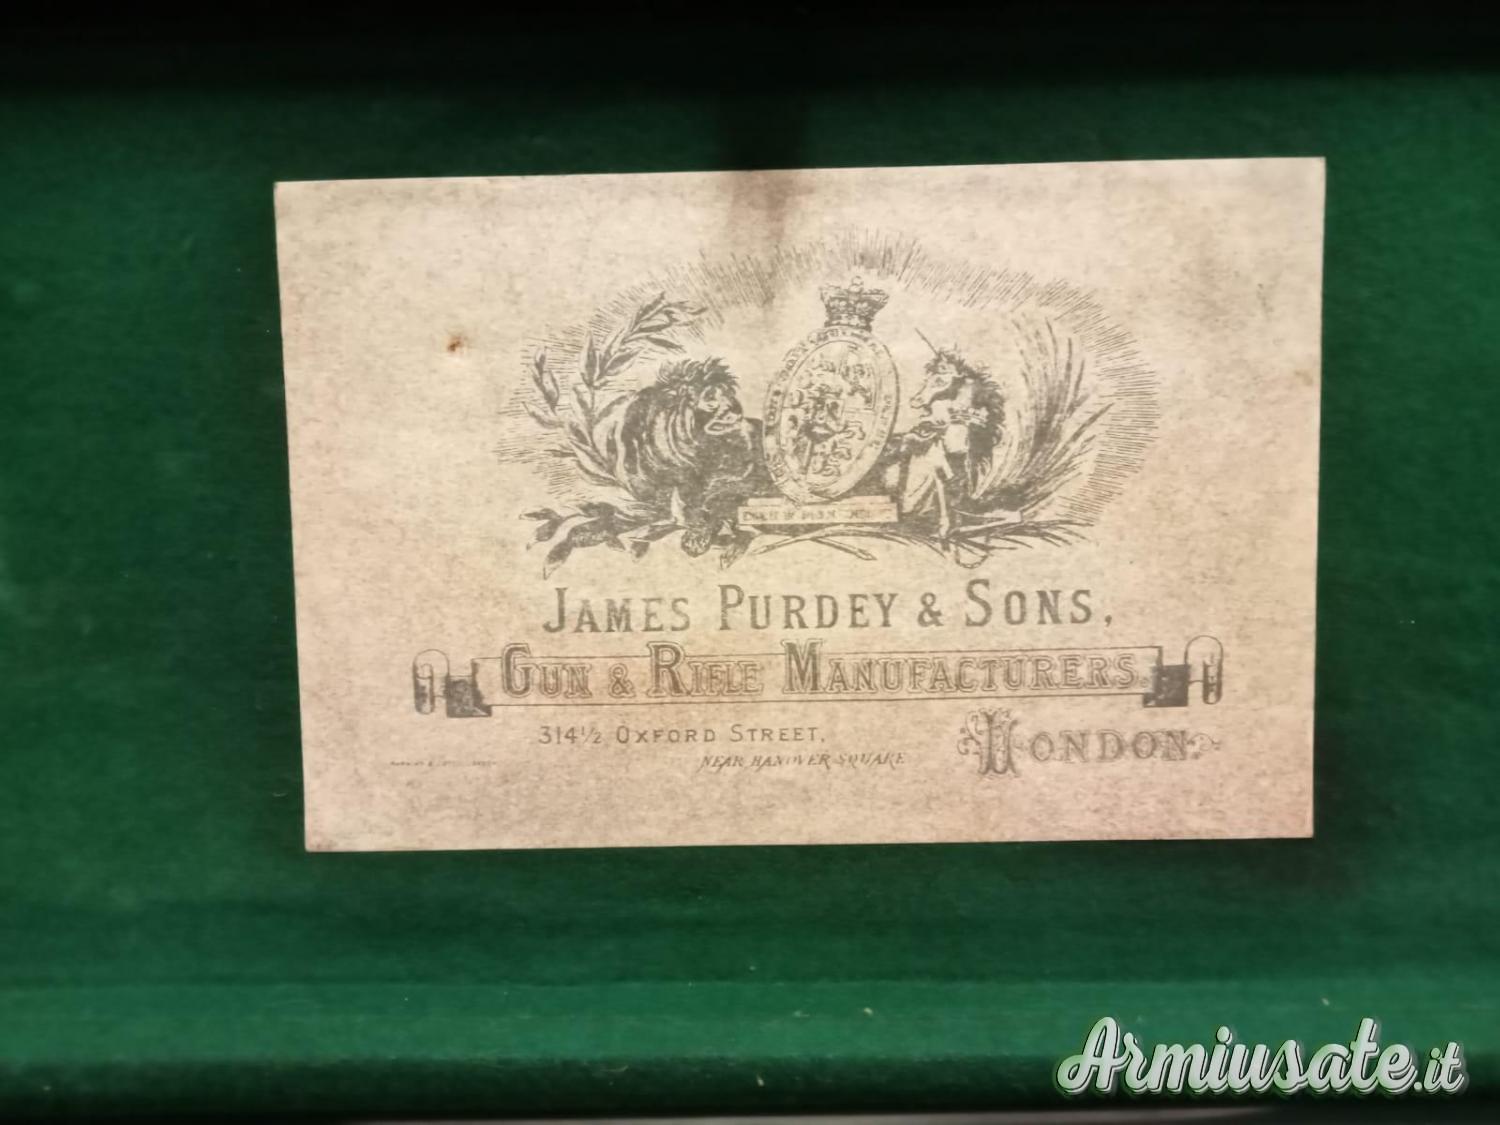 JAMES PURDEY & SONS,
GUN & RIFLE MANUFACTURERS.
314½ OXFORD STREET,
NEAR HANOVER SQUARE
LONDON
Armiusate.it